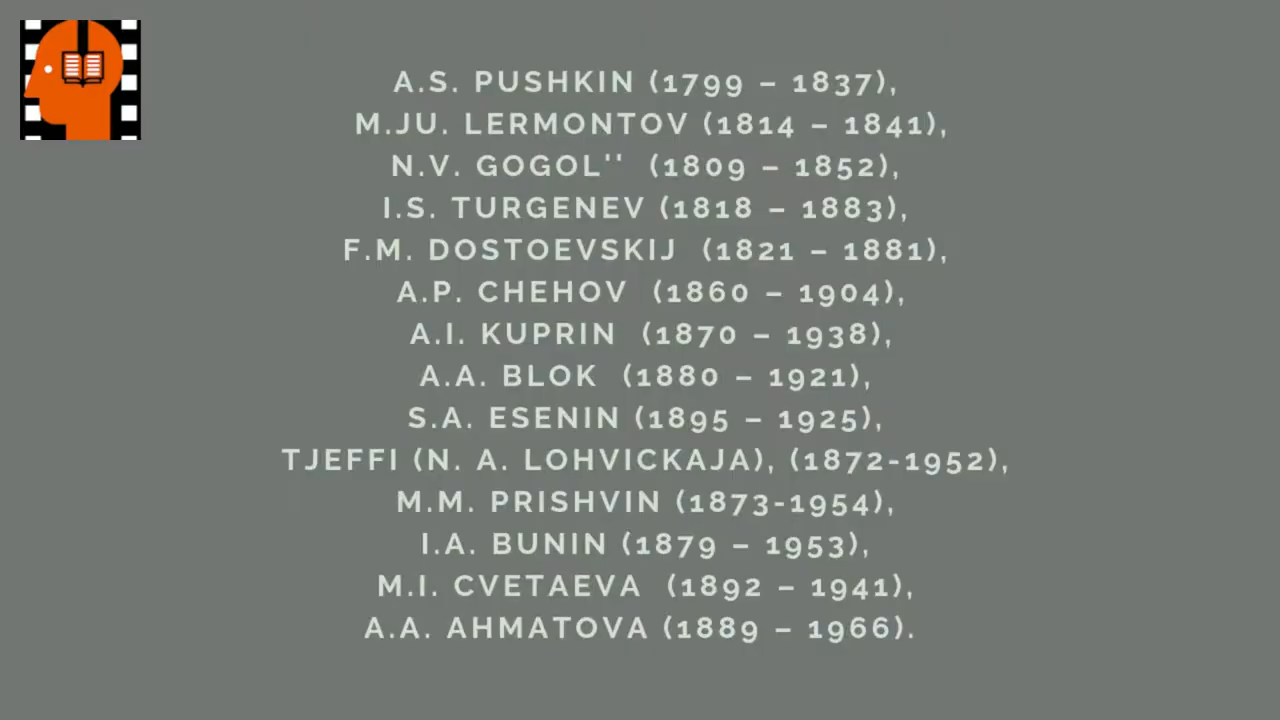 A.S. PUSHKIN (1799 – 1837),
M.JU. LERMONTOV (1814 – 1841),
N.V. GOGOL'' (1809 – 1852),
I.S. TURGENEV (1818 – 1883),
F.M. DOSTOEVSKIJ (1821 – 1881),
A.P. CHEHOV (1860 – 1904),
A.I. KUPRIN (1870 – 1938),
A.A. BLOK (1880 – 1921),
S.A. ESENIN (1895 – 1925),
TJEFFI (N. A. LOHVICKAJA), (1872-1952),
M.M. PRISHVIN (1873-1954),
I.A. BUNIN (1879 – 1953),
M.I. CVETAEVA (1892 – 1941),
A.A. AHMATOVA (1889 – 1966).